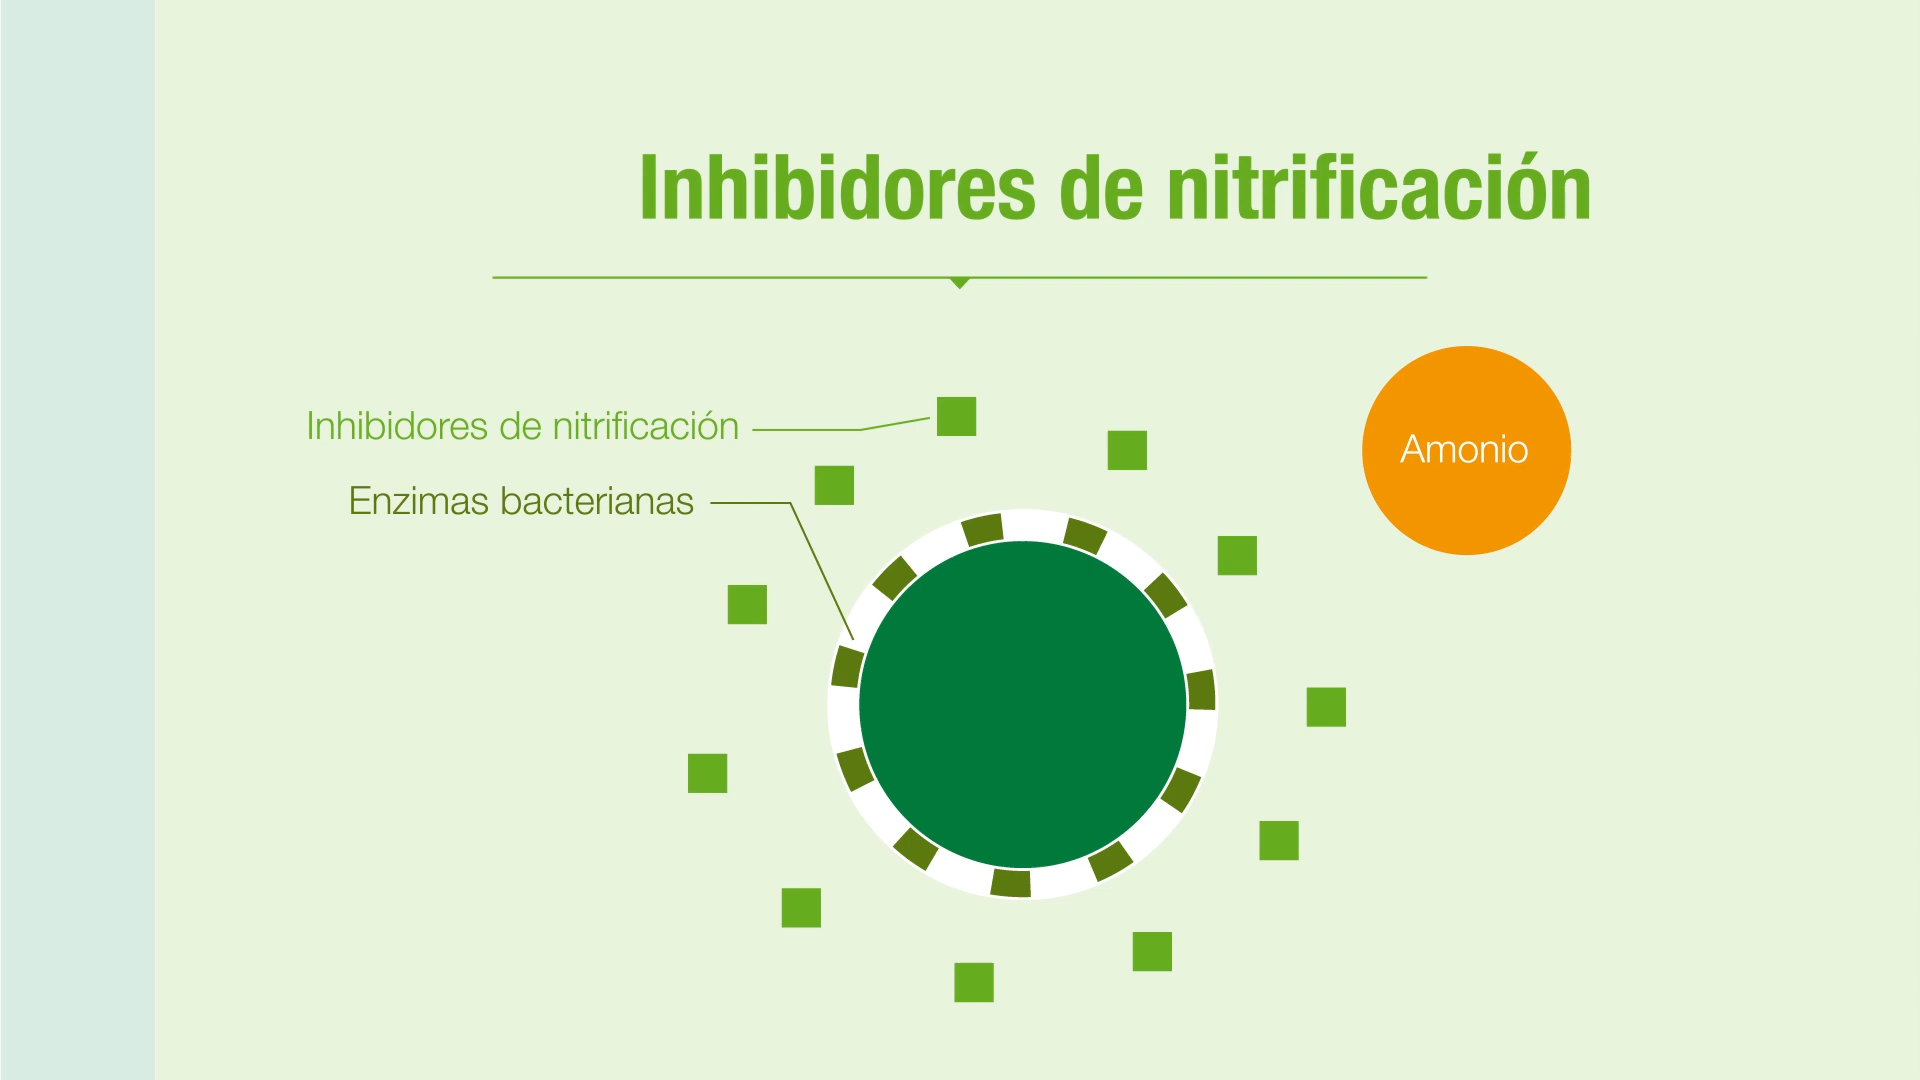 Inhibidores de nitrificación
Inhibidores de nitrificación
Amonio
Enzimas bacterianas